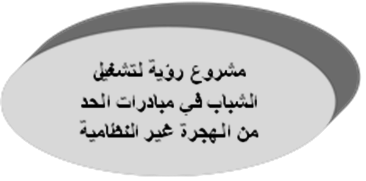 مشروع رؤية لتشغيل
الشباب في مبادرات الحد
من الهجرة غير النظامية